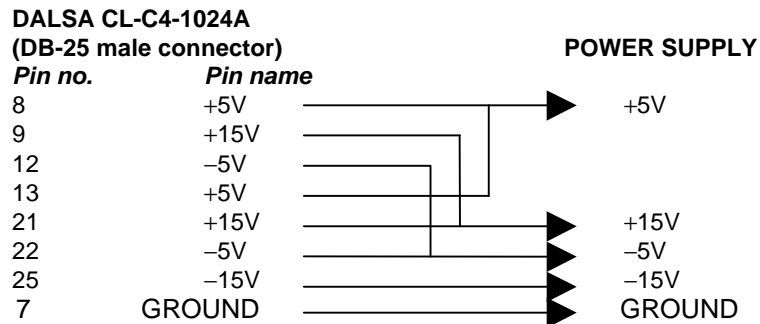 DALSA CL-C4-1024A
(DB-25 male connector) POWER SUPPLY
Pin no. Pin name
8 +5V +5V
9 +15V
12 −5V
13 +5V
21 +15V +15V
22 −5V −5V
25 −15V −15V
7 GROUND GROUND